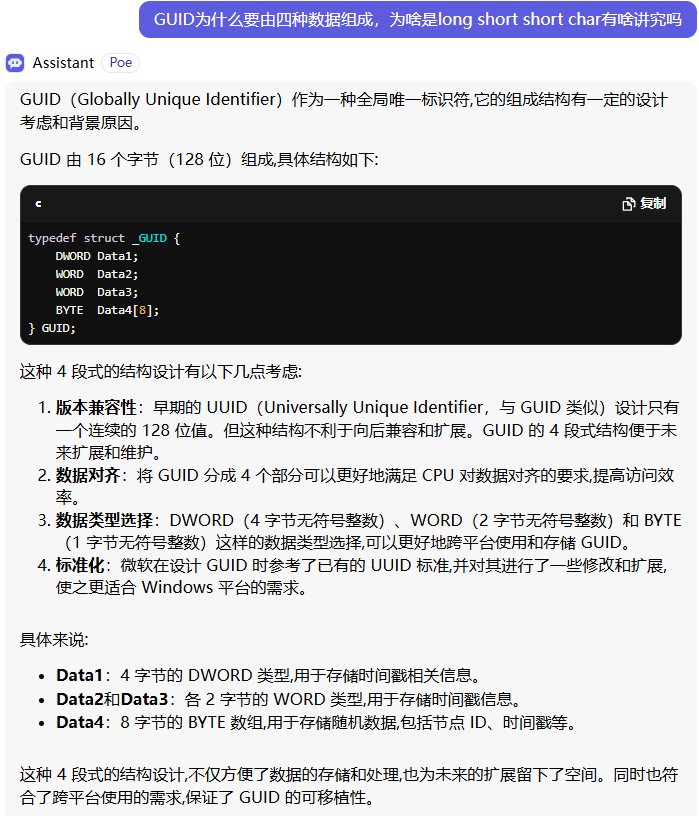 GUID为什么要由四种数据组成，为啥是long short short char有啥讲究吗
Assistant Poe
GUID（Globally Unique Identifier）作为一种全局唯一标识符,它的组成结构有一定的设计
考虑和背景原因。
GUID 由 16 个字节（128 位）组成,具体结构如下:
c 复制
typedef struct _GUID {
    DWORD Data1;
    WORD  Data2;
    WORD  Data3;
    BYTE  Data4[8];
} GUID;
这种 4 段式的结构设计有以下几点考虑:
1. 版本兼容性：早期的 UUID（Universally Unique Identifier，与 GUID 类似）设计只有
一个连续的 128 位值。但这种结构不利于向后兼容和扩展。GUID 的 4 段式结构便于未
来扩展和维护。
2. 数据对齐：将 GUID 分成 4 个部分可以更好地满足 CPU 对数据对齐的要求,提高访问效
率。
3. 数据类型选择：DWORD（4 字节无符号整数）、WORD（2 字节无符号整数）和 BYTE
（1 字节无符号整数）这样的数据类型选择,可以更好地跨平台使用和存储 GUID。
4. 标准化：微软在设计 GUID 时参考了已有的 UUID 标准,并对其进行了一些修改和扩展,
使之更适合 Windows 平台的需求。
具体来说:
• Data1：4 字节的 DWORD 类型,用于存储时间戳相关信息。
• Data2和Data3：各 2 字节的 WORD 类型,用于存储时间戳信息。
• Data4：8 字节的 BYTE 数组,用于存储随机数据,包括节点 ID、时间戳等。
这种 4 段式的结构设计,不仅方便了数据的存储和处理,也为未来的扩展留下了空间。同时也符
合了跨平台使用的需求,保证了 GUID 的可移植性。